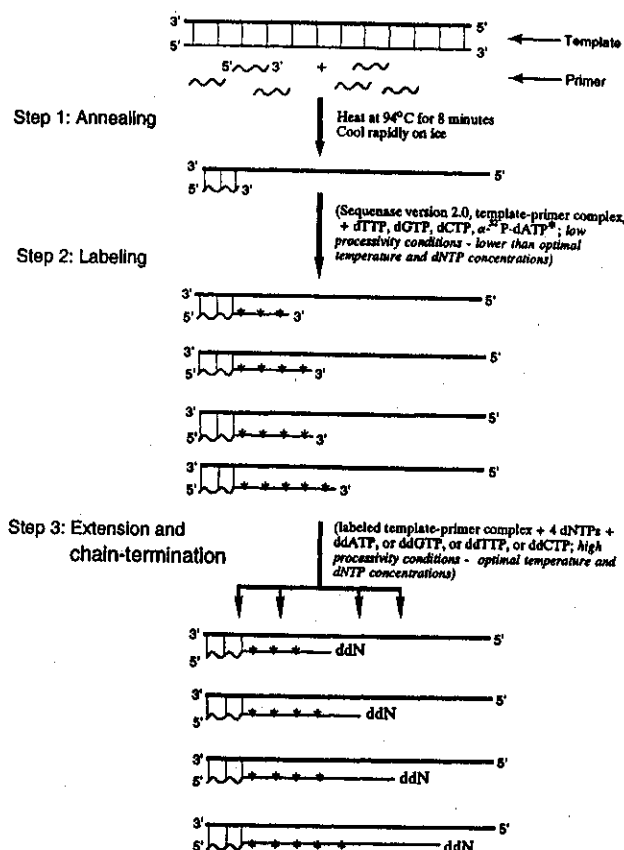 3' 5'
5' 3'
Template
5' 3' +
Primer
Step 1: Annealing
Heat at 94°C for 8 minutes
Cool rapidly on ice
3' 5'
5' 3'
(Sequenase version 2.0, template-primer complex,
+ dTTP, dGTP, dCTP, α-³²P-dATP*; low
processivity conditions - lower than optimal
temperature and dNTP concentrations)
Step 2: Labeling
3' 5'
5' * * * 3'
3' 5'
5' * * * * 3'
3' 5'
5' * * * * 3'
3' 5'
5' * * * * * 3'
Step 3: Extension and
chain-termination
(labeled template-primer complex + 4 dNTPs +
ddATP, or ddGTP, or ddTTP, or ddCTP; high
processivity conditions - optimal temperature and
dNTP concentrations)
3' 5'
5' * * * ddN
3' 5'
5' * * * * ddN
3' 5'
5' * * * * ddN
3' 5'
5' * * * * * ddN